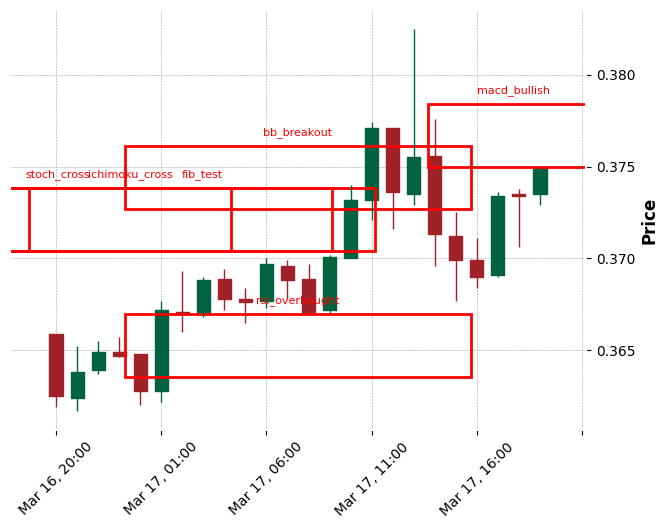 macd_bullish
0.380
bb_breakout
stoch_cross
ichimoku_cross
fib_test
0.375
Price
0.370
rsi_overbought
0.365
Mar 16, 20:00
Mar 17, 01:00
Mar 17, 06:00
Mar 17, 11:00
Mar 17, 16:00